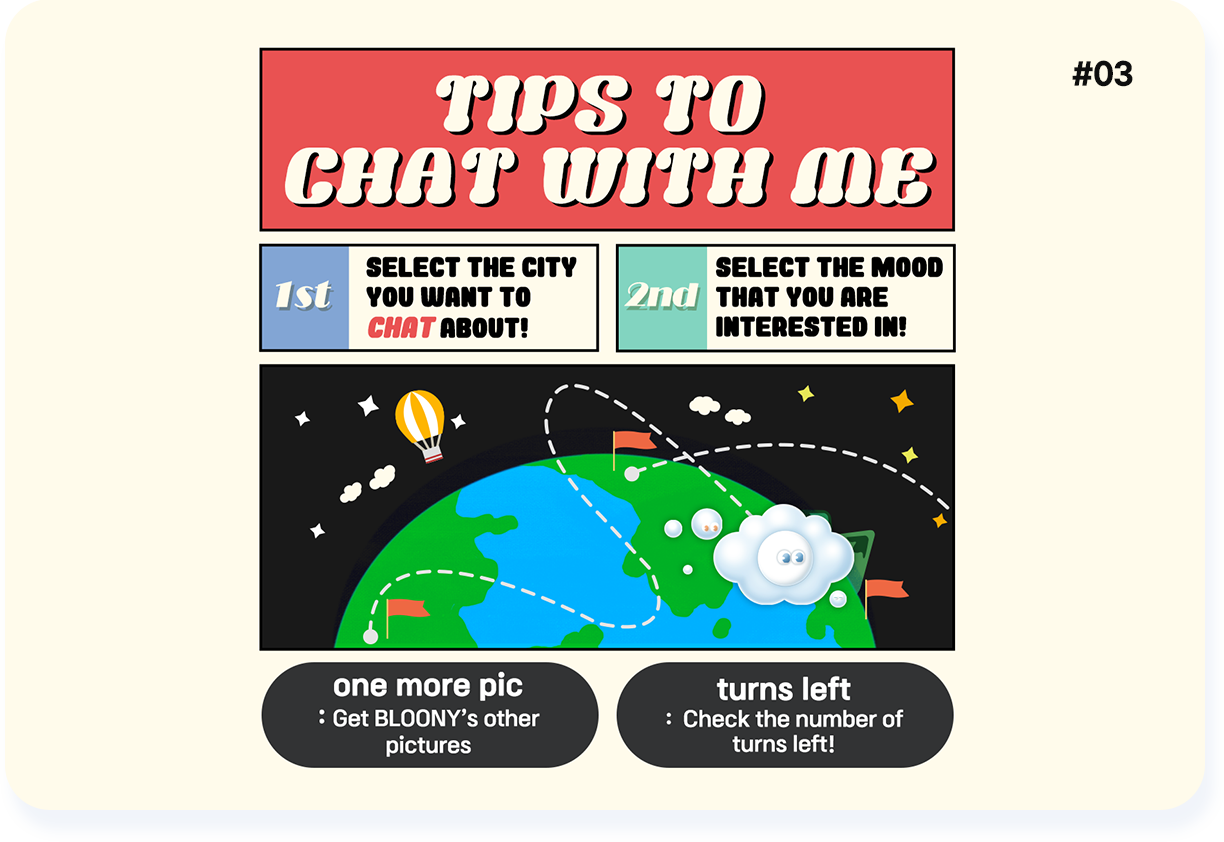 #03
TIPS TO
CHAT WITH ME
1st
SELECT THE CITY
YOU WANT TO
CHAT ABOUT!
2nd
SELECT THE MOOD
THAT YOU ARE
INTERESTED IN!
one more pic
: Get BLOONY’s other
pictures
turns left
: Check the number of
turns left!